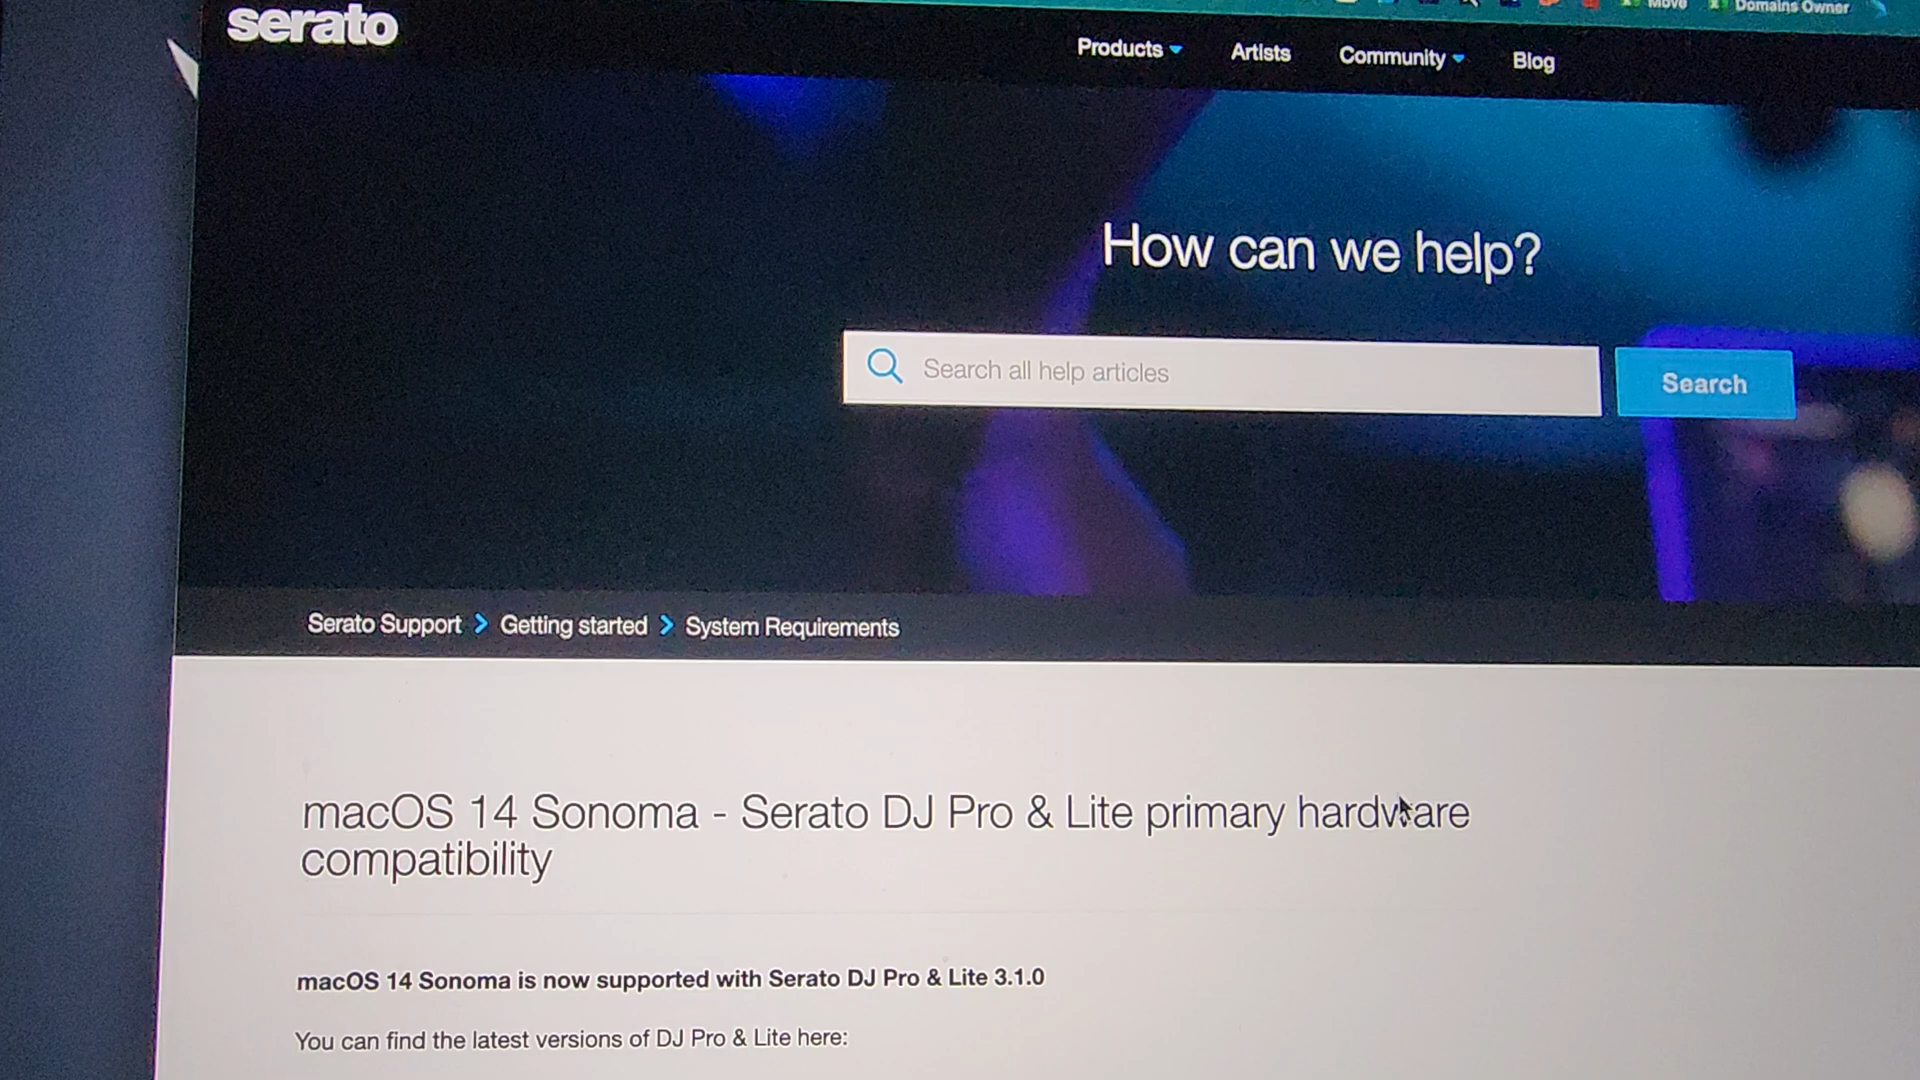 Move Domains Owner
serato
Products Artists Community Blog
How can we help?
Search all help articles Search
Serato Support > Getting started > System Requirements
macOS 14 Sonoma - Serato DJ Pro & Lite primary hardware
compatibility
macOS 14 Sonoma is now supported with Serato DJ Pro & Lite 3.1.0
You can find the latest versions of DJ Pro & Lite here: